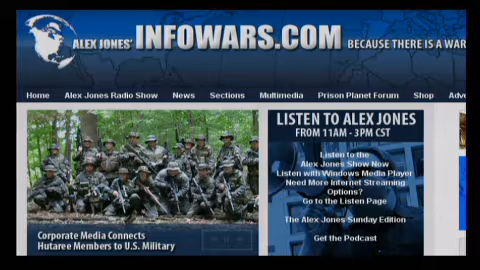 ALEX JONES' INFOWARS.COM BECAUSE THERE IS A WAR
Home Alex Jones Radio Show News Sections Multimedia Prison Planet Forum Shop Adve
LISTEN TO ALEX JONES
FROM 11AM - 3PM CST
Listen to the
Alex Jones Show Now
Listen with Windows Media Player
Need More Internet Streaming
Options?
Go to the Listen Page
The Alex Jones Sunday Edition
Get the Podcast
Corporate Media Connects
Hutaree Members to U.S. Military